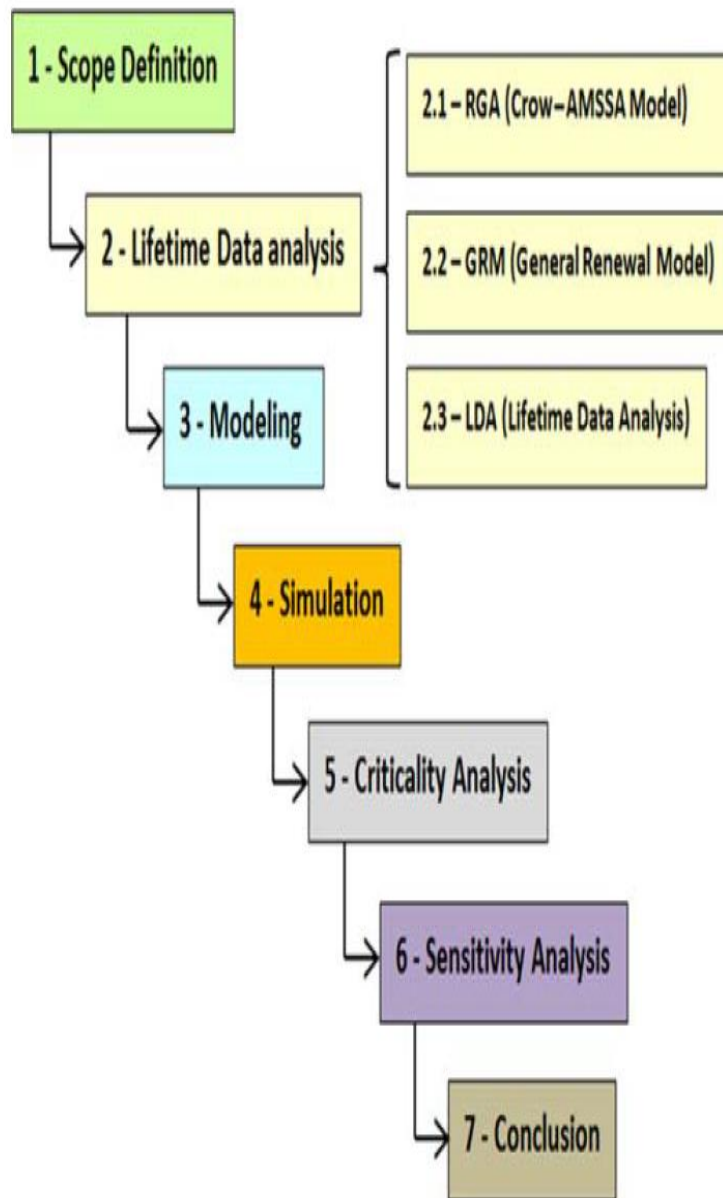 1 - Scope Definition
2 - Lifetime Data analysis
2.1 – RGA (Crow–AMSSA Model)
2.2 – GRM (General Renewal Model)
2.3 – LDA (Lifetime Data Analysis)
3 - Modeling
4 - Simulation
5 - Criticality Analysis
6 - Sensitivity Analysis
7 - Conclusion